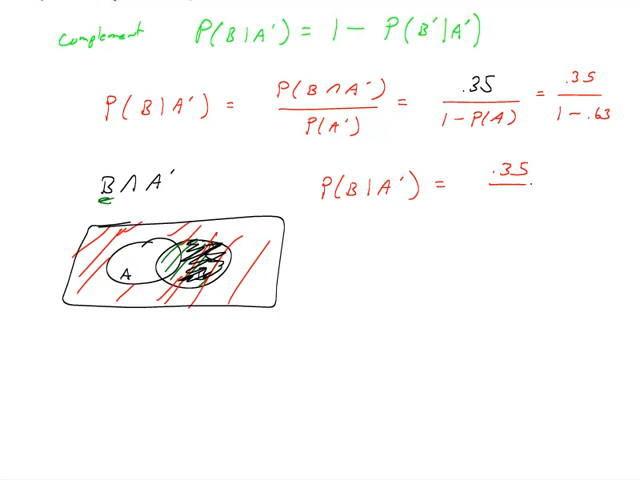 complement P(B|A') = 1 - P(B'|A')
P(B|A') = P(B∩A') / P(A') = .35 / 1-P(A) = .35 / 1-.63
B∩A'
P(B|A') = .35
A